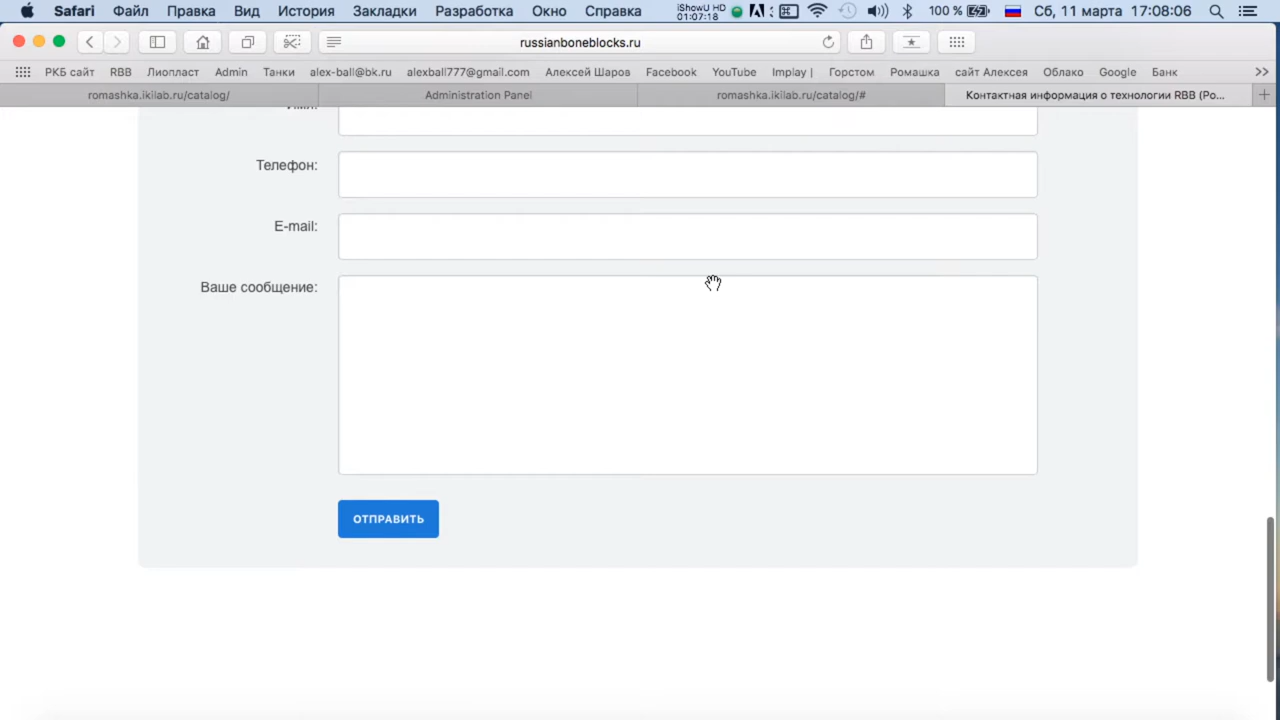 Safari Файл Правка Вид История Закладки Разработка Окно Справка iShowU HD 01:07:18 100 % Сб, 11 марта 17:08:06
russianboneblocks.ru
РКБ сайт RBB Лиопласт Admin Танки alex-ball@bk.ru alexball777@gmail.com Алексей Шаров Facebook YouTube Implay | Горстом Ромашка сайт Алексея Облако Google Банк
romashka.ikilab.ru/catalog/ Administration Panel romashka.ikilab.ru/catalog/# Контактная информация о технологии RBB (Ро...
Телефон:
E-mail:
Ваше сообщение:
ОТПРАВИТЬ